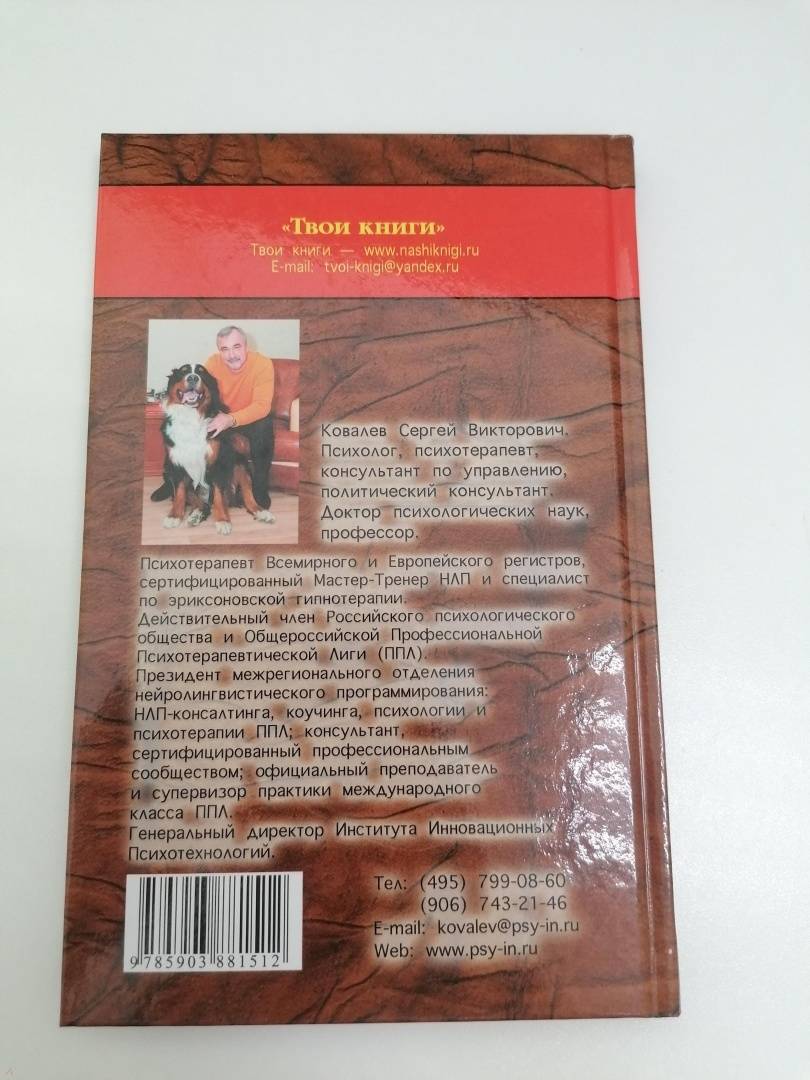 «Твои книги»
Твои книги — www.nashiknigi.ru
E-mail: tvoi-knigi@yandex.ru
Ковалев Сергей Викторович.
Психолог, психотерапевт,
консультант по управлению,
политический консультант.
Доктор психологических наук,
профессор.
Психотерапевт Всемирного и Европейского регистров,
сертифицированный Мастер-Тренер НЛП и специалист
по эриксоновской гипнотерапии.
Действительный член Российского психологического
общества и Общероссийской Профессиональной
Психотерапевтической Лиги (ППЛ).
Президент межрегионального отделения
нейролингвистического программирования:
НЛП-консалтинга, коучинга, психологии и
психотерапии ППЛ; консультант,
сертифицированный профессиональным
сообществом; официальный преподаватель
и супервизор практики международного
класса ППЛ.
Генеральный директор Института Инновационных
Психотехнологий.
Тел: (495) 799-08-60
(906) 743-21-46
E-mail: kovalev@psy-in.ru
Web: www.psy-in.ru
9 785903 881512